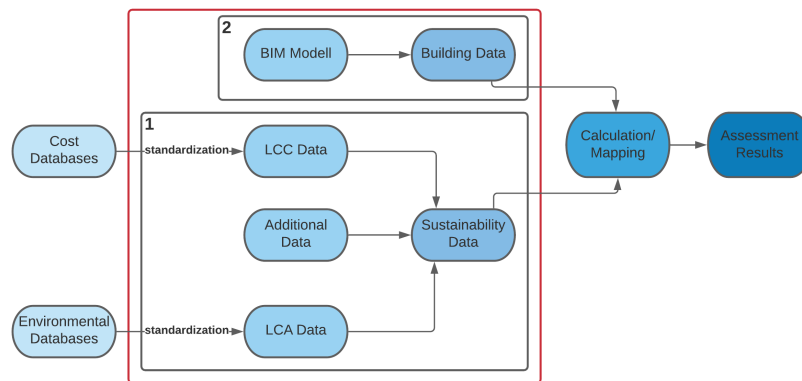 2
BIM Modell
Building Data
1
Cost
Databases
standardization
LCC Data
Calculation/
Mapping
Assessment
Results
Additional
Data
Sustainability
Data
Environmental
Databases
standardization
LCA Data